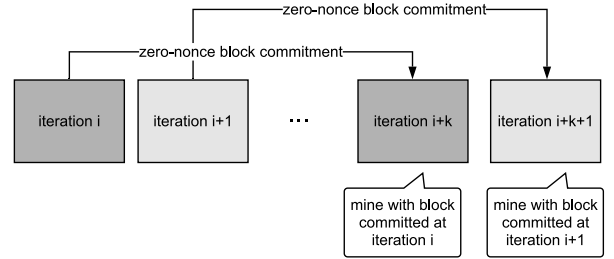 zero-nonce block commitment
zero-nonce block commitment
iteration i
iteration i+1
...
iteration i+k
iteration i+k+1
mine with block
committed at
iteration i
mine with block
committed at
iteration i+1